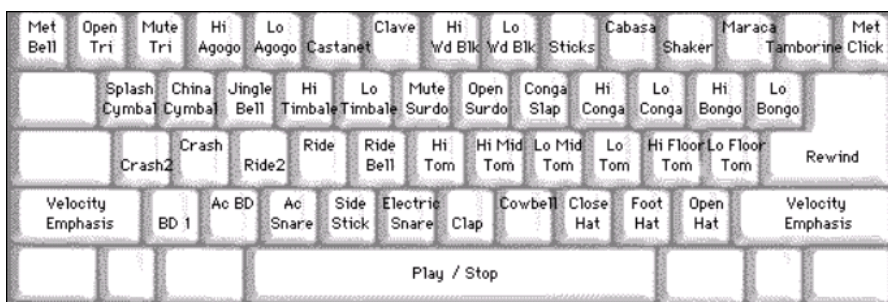 Met Bell Open Tri Mute Tri Hi Agogo Lo Agogo Castanet Clave Hi Wd Blk Lo Wd Blk Sticks Cabasa Shaker Maraca Tamborine Met Click
Splash Cymbal China Cymbal Jingle Bell Hi Timbale Lo Timbale Mute Surdo Open Surdo Conga Slap Hi Conga Lo Conga Hi Bongo Lo Bongo
Crash2 Crash Ride2 Ride Ride Bell Hi Tom Hi Mid Tom Lo Mid Tom Lo Tom Hi Floor Tom Lo Floor Tom Rewind
Velocity Emphasis BD 1 Ac BD Ac Snare Side Stick Electric Snare Clap Cowbell Close Hat Foot Hat Open Hat Velocity Emphasis
Play / Stop